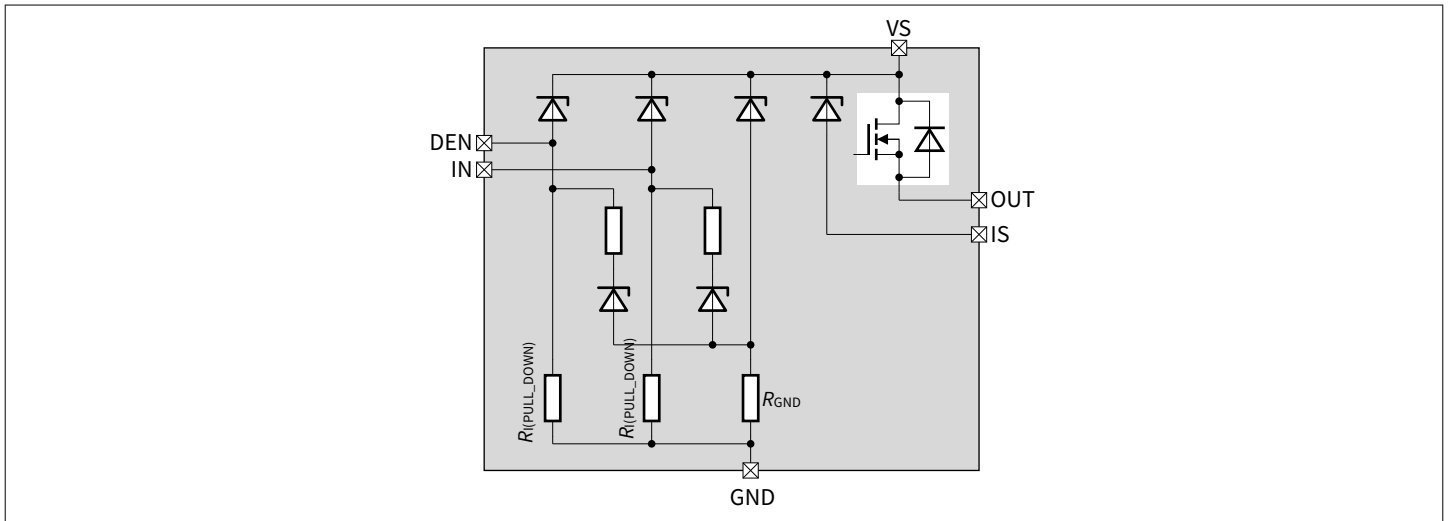 VS
DEN
IN
OUT
IS
RI(PULL_DOWN)
RI(PULL_DOWN)
RGND
GND